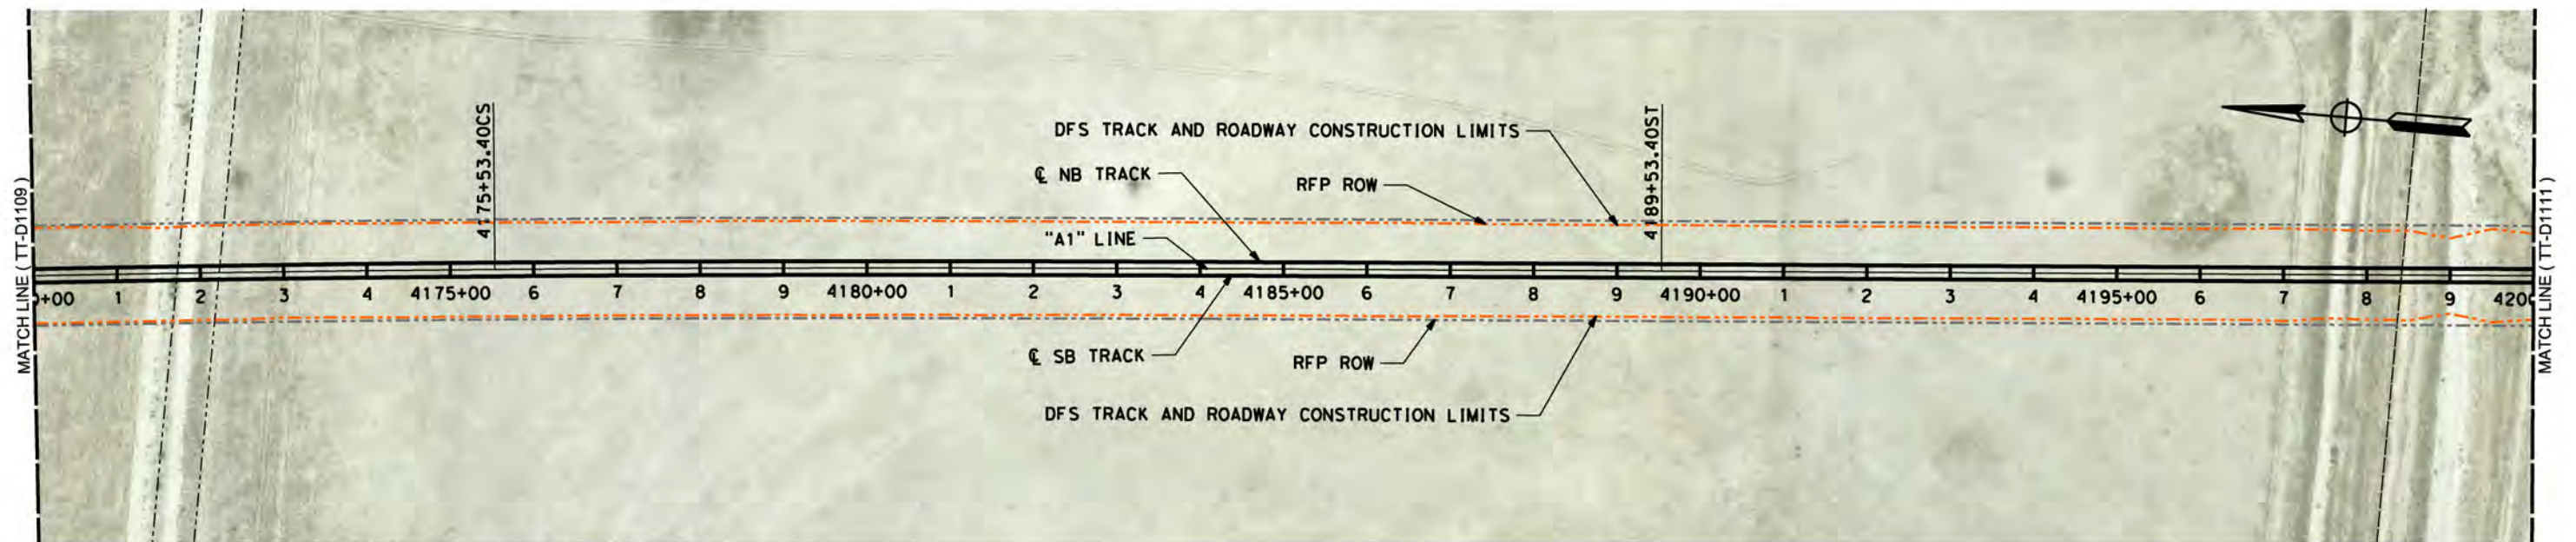 MATCH LINE ( TT-D1109 )
4175+53.40CS
DFS TRACK AND ROADWAY CONSTRUCTION LIMITS
℄ NB TRACK
RFP ROW
"A1" LINE
4189+53.40ST
0+00 1 2 3 4 4175+00 6 7 8 9 4180+00 1 2 3 4 4185+00 6 7 8 9 4190+00 1 2 3 4 4195+00 6 7 8 9 4200
℄ SB TRACK
RFP ROW
DFS TRACK AND ROADWAY CONSTRUCTION LIMITS
MATCH LINE ( TT-D1111 )